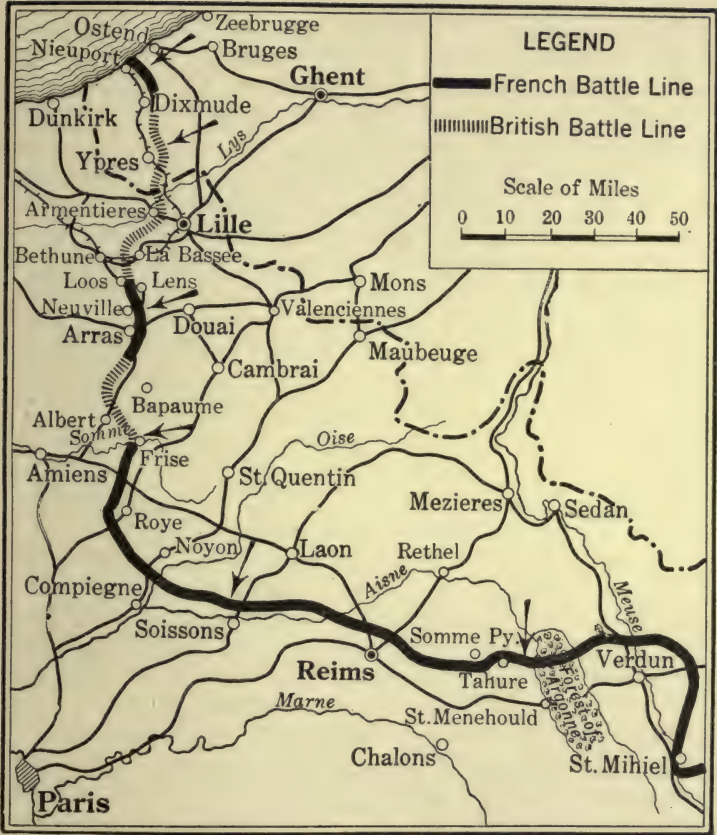 Zeebrugge
Ostend
Nieuport
Bruges
Ghent
LEGEND
French Battle Line
British Battle Line
Scale of Miles
0 10 20 30 40 50
Dunkirk
Dixmude
Lys
Ypres
Armentieres
Lille
Bethune
La Bassee
Loos
Lens
Mons
Neuville
Douai
Valenciennes
Arras
Maubeuge
Cambrai
Bapaume
Albert
Somme
Frise
Oise
Amiens
St. Quentin
Mezieres
Sedan
Roye
Noyon
Laon
Rethel
Compiegne
Aisne
Meuse
Soissons
Somme Py.
Verdun
Reims
Tahure
Forest of
Argonne
Marne
St. Menehould
Chalons
St. Mihiel
Paris